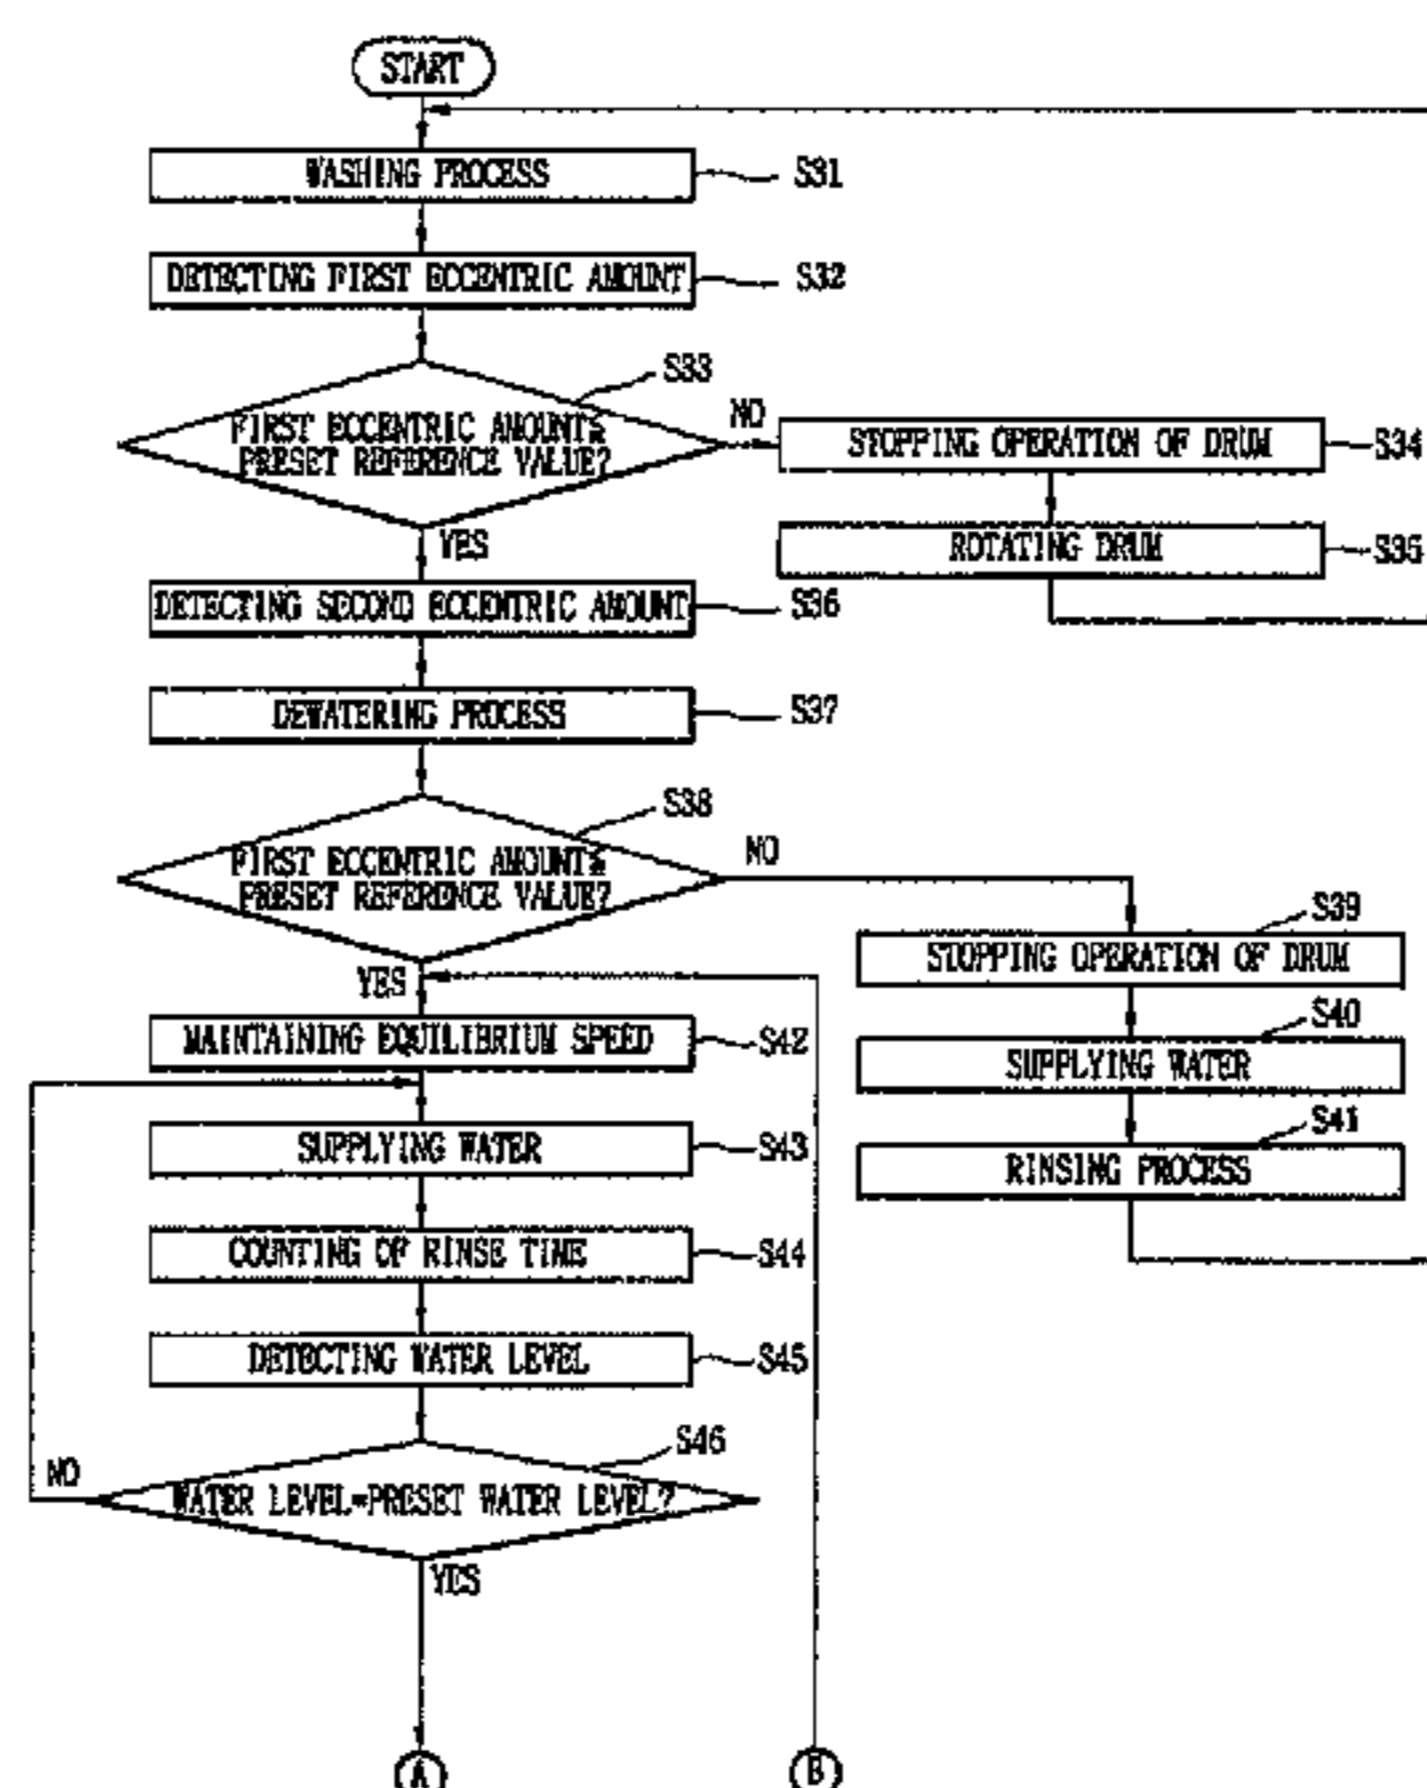 START
WASHING PROCESS
S31
DETECTING FIRST ECCENTRIC AMOUNT
S32
S33
FIRST ECCENTRIC AMOUNT≤
PRESET REFERENCE VALUE?
NO
STOPPING OPERATION OF DRUM
S34
YES
ROTATING DRUM
S35
DETECTING SECOND ECCENTRIC AMOUNT
S36
DEWATERING PROCESS
S37
S38
FIRST ECCENTRIC AMOUNT≤
PRESET REFERENCE VALUE?
NO
S39
STOPPING OPERATION OF DRUM
YES
MAINTAINING EQUILIBRIUM SPEED
S42
S40
SUPPLYING WATER
SUPPLYING WATER
S43
S41
RINSING PROCESS
COUNTING OF RINSE TIME
S44
DETECTING WATER LEVEL
S45
S46
NO
WATER LEVEL=PRESET WATER LEVEL?
YES
A
B